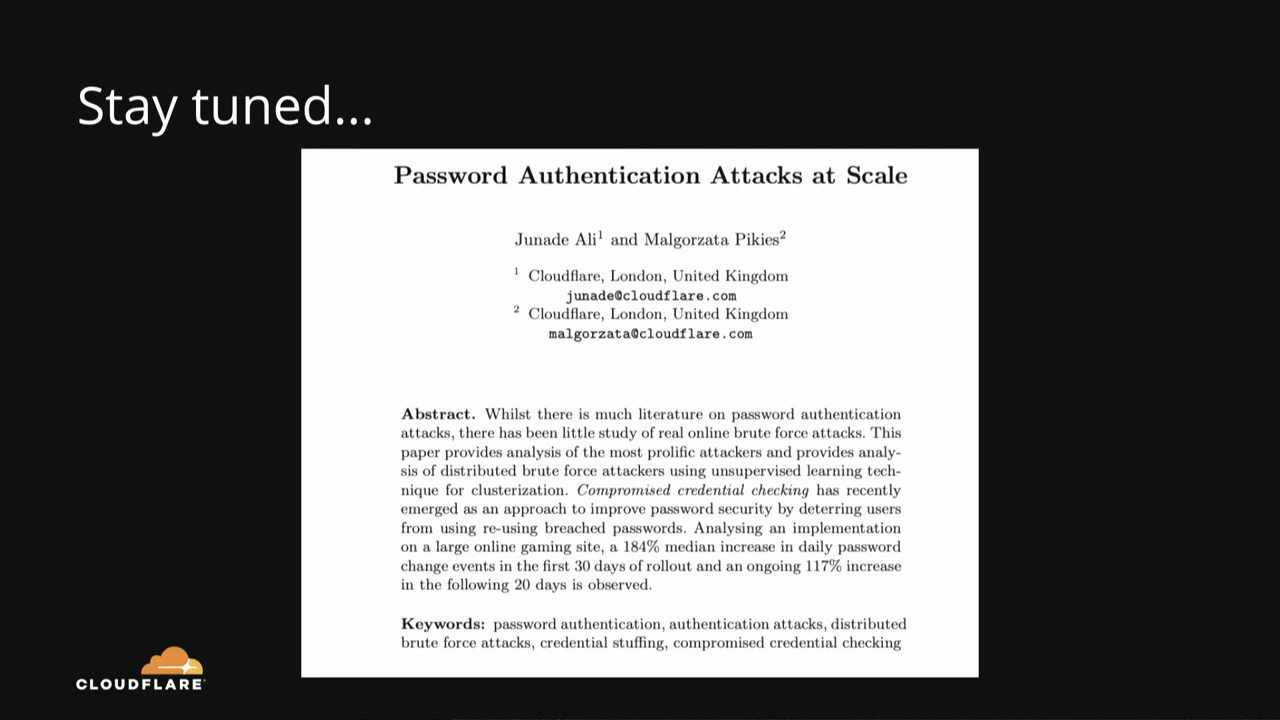 Stay tuned...
Password Authentication Attacks at Scale
Junade Ali¹ and Malgorzata Pikies²
¹ Cloudflare, London, United Kingdom
junade@cloudflare.com
² Cloudflare, London, United Kingdom
malgorzata@cloudflare.com
Abstract. Whilst there is much literature on password authentication
attacks, there has been little study of real online brute force attacks. This
paper provides analysis of the most prolific attackers and provides analy-
sis of distributed brute force attackers using unsupervised learning tech-
nique for clusterization. Compromised credential checking has recently
emerged as an approach to improve password security by deterring users
from using re-using breached passwords. Analysing an implementation
on a large online gaming site, a 184% median increase in daily password
change events in the first 30 days of rollout and an ongoing 117% increase
in the following 20 days is observed.
Keywords: password authentication, authentication attacks, distributed
brute force attacks, credential stuffing, compromised credential checking
CLOUDFLARE